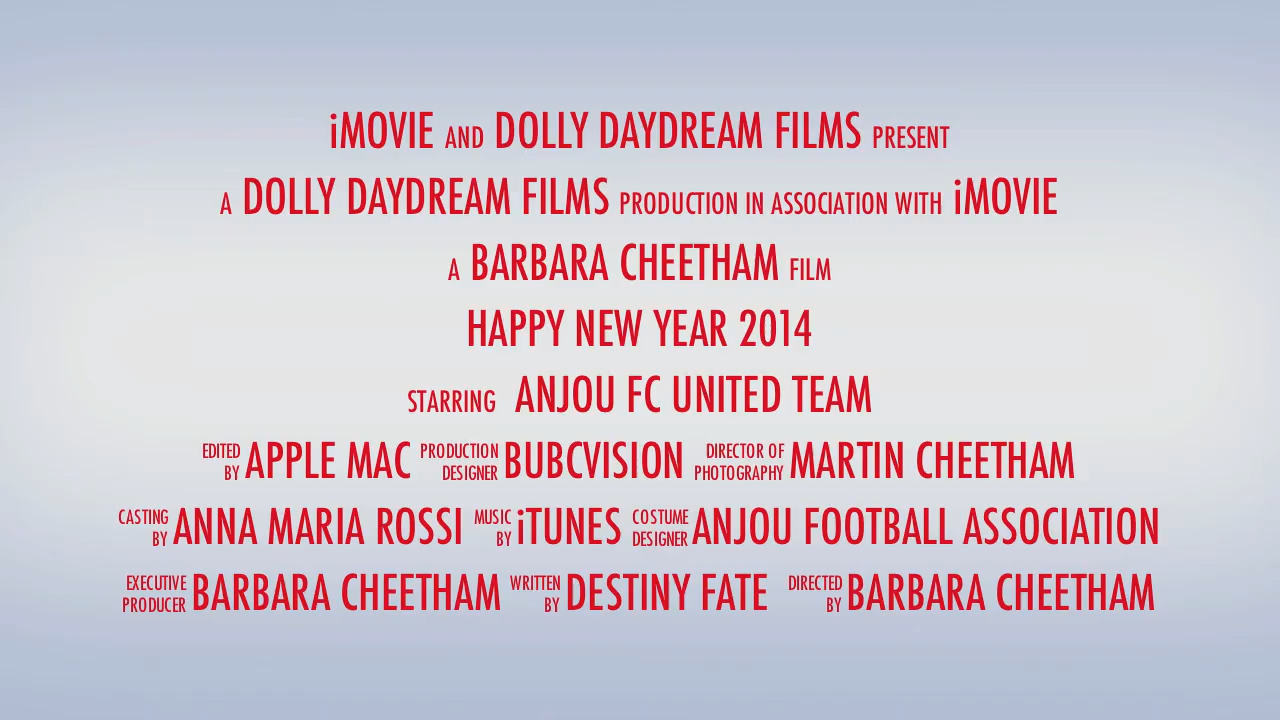 iMOVIE AND DOLLY DAYDREAM FILMS PRESENT
A DOLLY DAYDREAM FILMS PRODUCTION IN ASSOCIATION WITH iMOVIE
A BARBARA CHEETHAM FILM
HAPPY NEW YEAR 2014
STARRING ANJOU FC UNITED TEAM
EDITED BY APPLE MAC PRODUCTION DESIGNER BUBCVISION DIRECTOR OF PHOTOGRAPHY MARTIN CHEETHAM
CASTING BY ANNA MARIA ROSSI MUSIC BY iTUNES COSTUME DESIGNER ANJOU FOOTBALL ASSOCIATION
EXECUTIVE PRODUCER BARBARA CHEETHAM WRITTEN BY DESTINY FATE DIRECTED BY BARBARA CHEETHAM